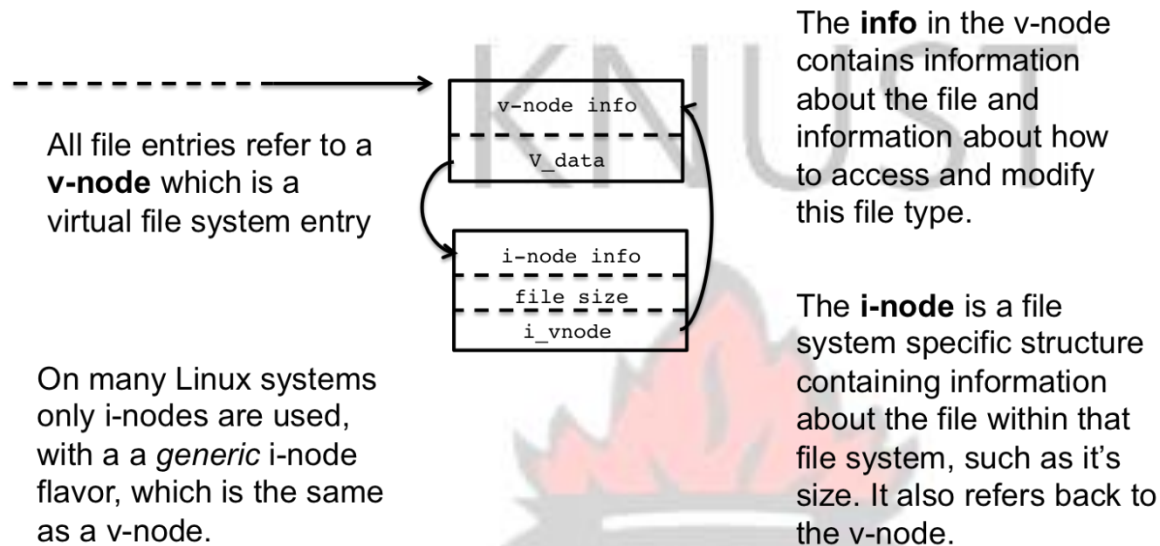 KNUST
All file entries refer to a
v-node which is a
virtual file system entry
v-node info
V_data
i-node info
file size
i_vnode
The info in the v-node
contains information
about the file and
information about how
to access and modify
this file type.
On many Linux systems
only i-nodes are used,
with a a generic i-node
flavor, which is the same
as a v-node.
The i-node is a file
system specific structure
containing information
about the file within that
file system, such as it's
size. It also refers back to
the v-node.